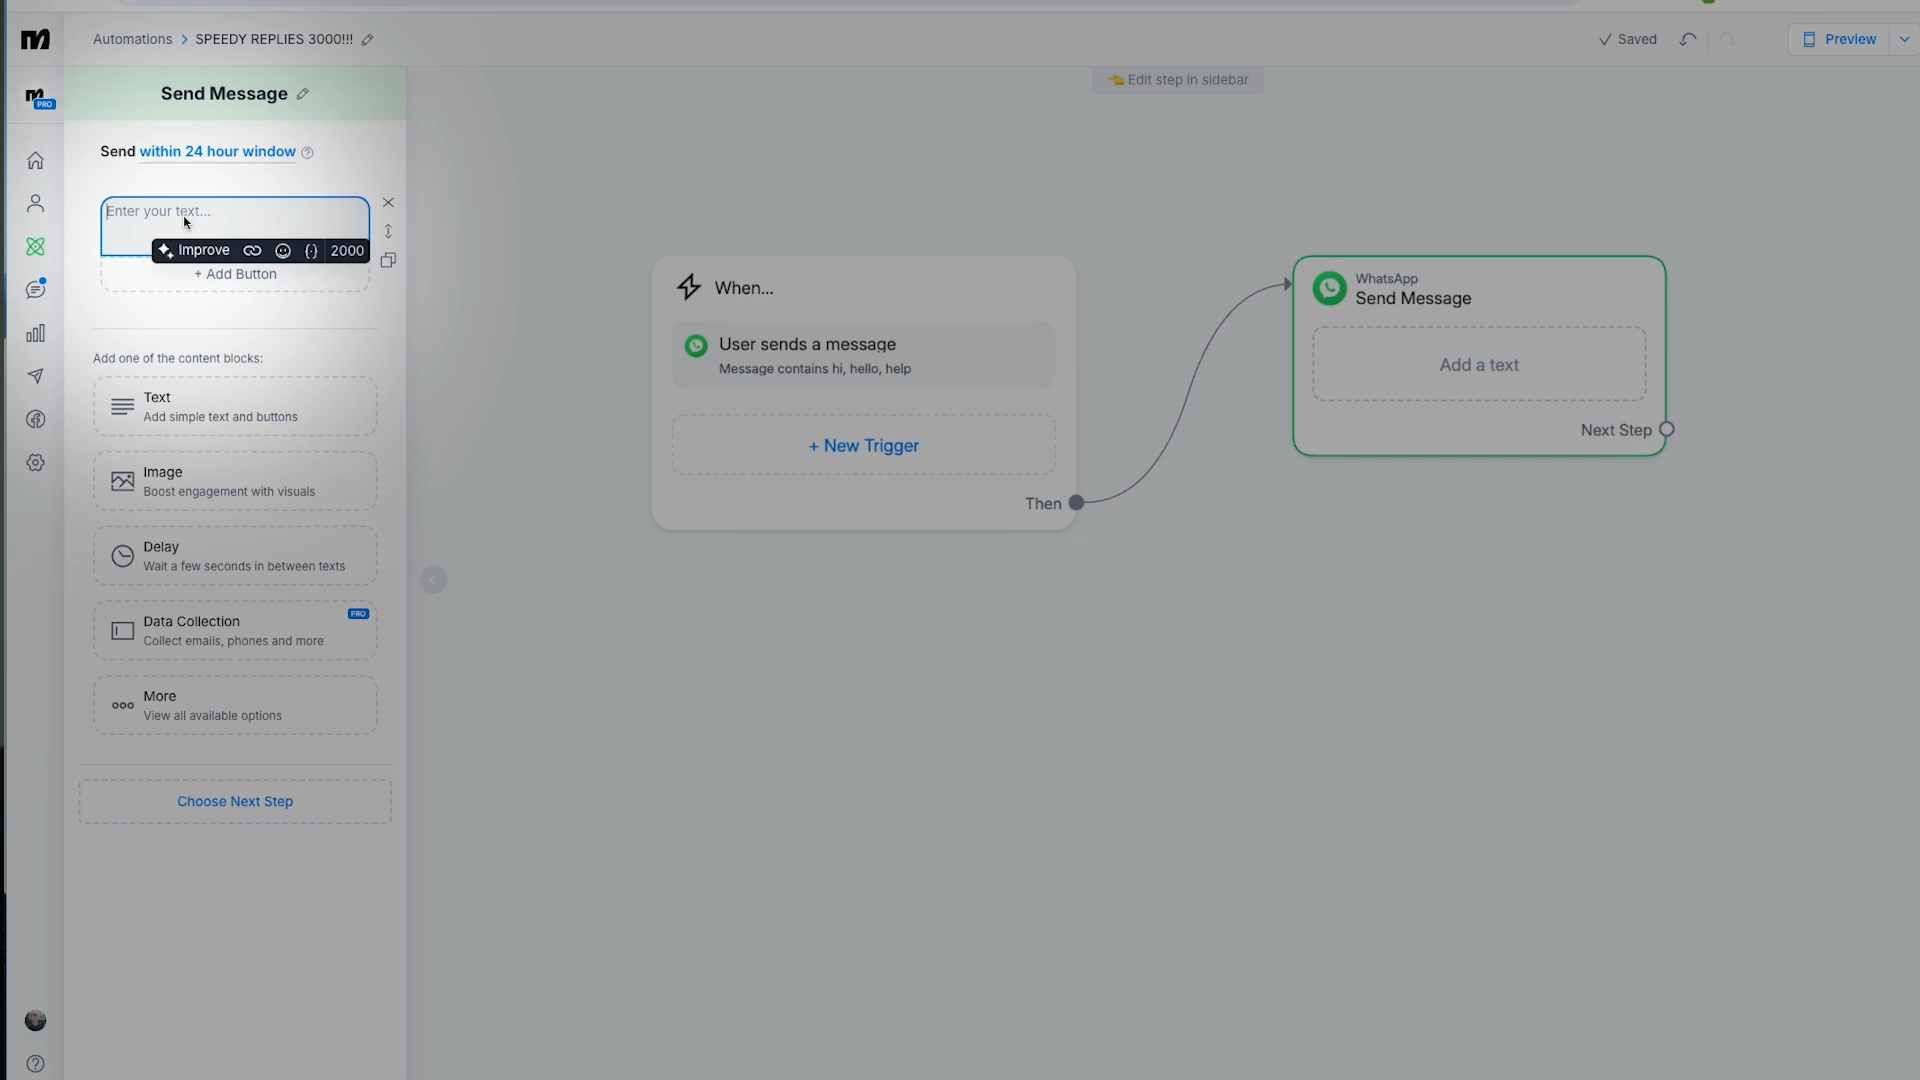 Automations > SPEEDY REPLIES 3000!!!
Saved
Preview
PRO
Send Message
Edit step in sidebar
Send within 24 hour window
Enter your text...
Improve {·} 2000
+ Add Button
Add one of the content blocks:
Text
Add simple text and buttons
Image
Boost engagement with visuals
Delay
Wait a few seconds in between texts
PRO
Data Collection
Collect emails, phones and more
More
View all available options
Choose Next Step
When...
User sends a message
Message contains hi, hello, help
+ New Trigger
Then
WhatsApp
Send Message
Add a text
Next Step